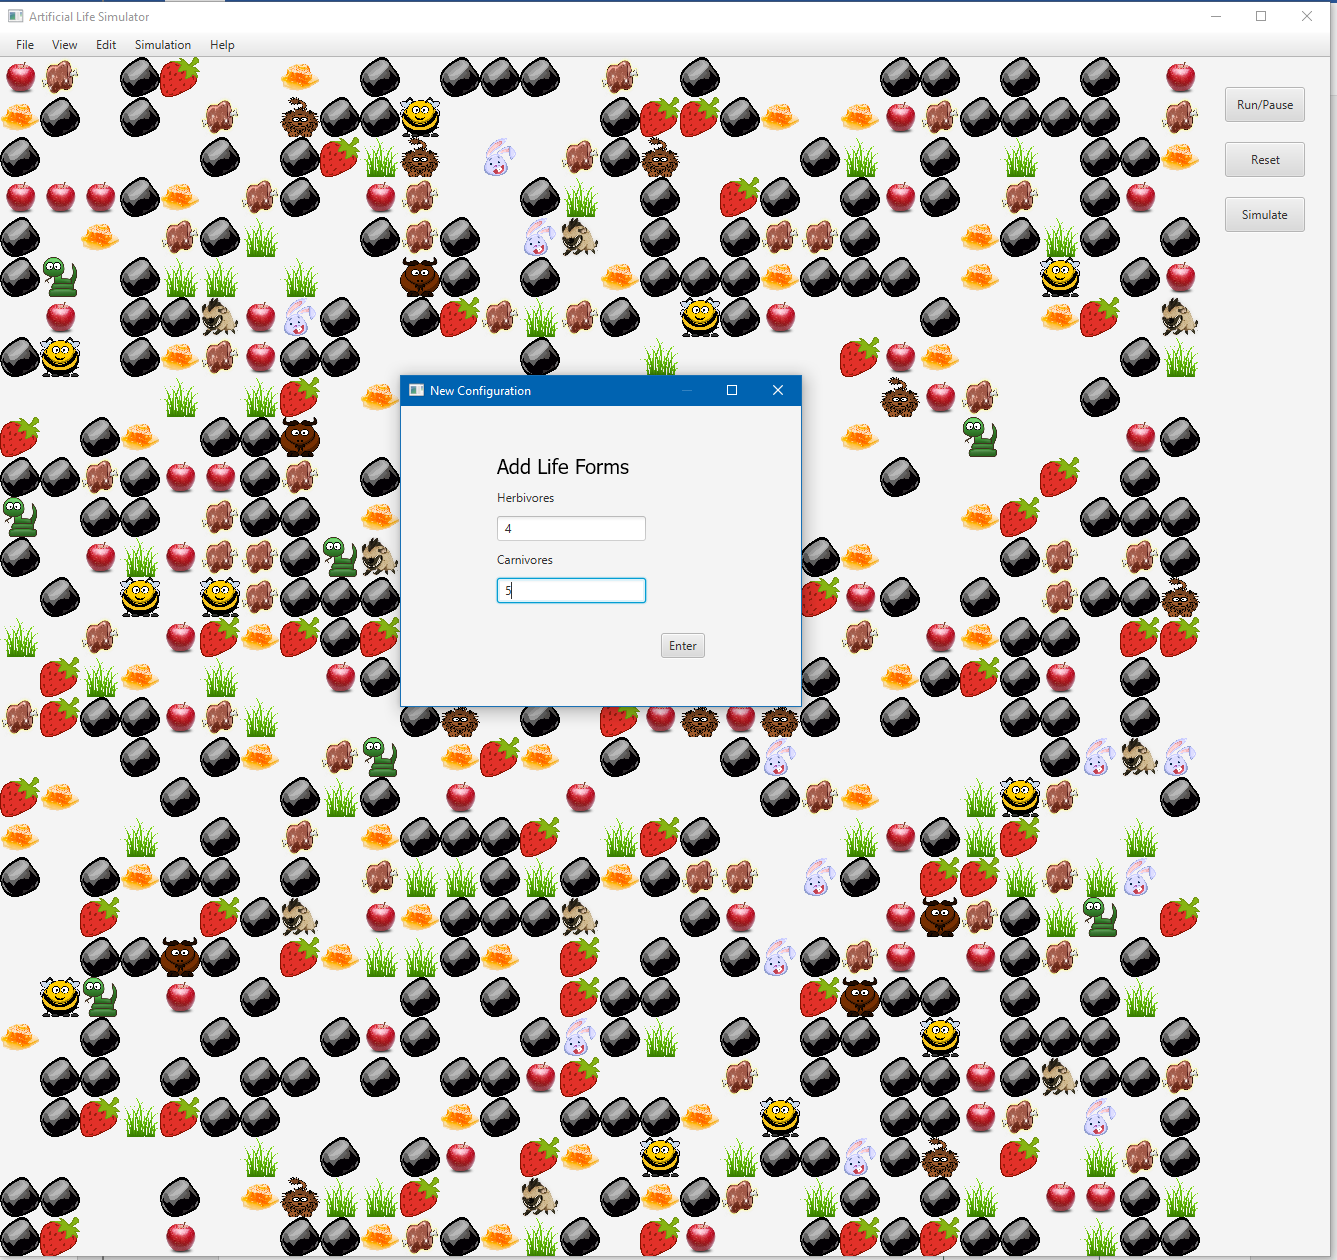 Artificial Life Simulator
File View Edit Simulation Help
Run/Pause
Reset
Simulate
New Configuration
Add Life Forms
Herbivores
4
Carnivores
5
Enter